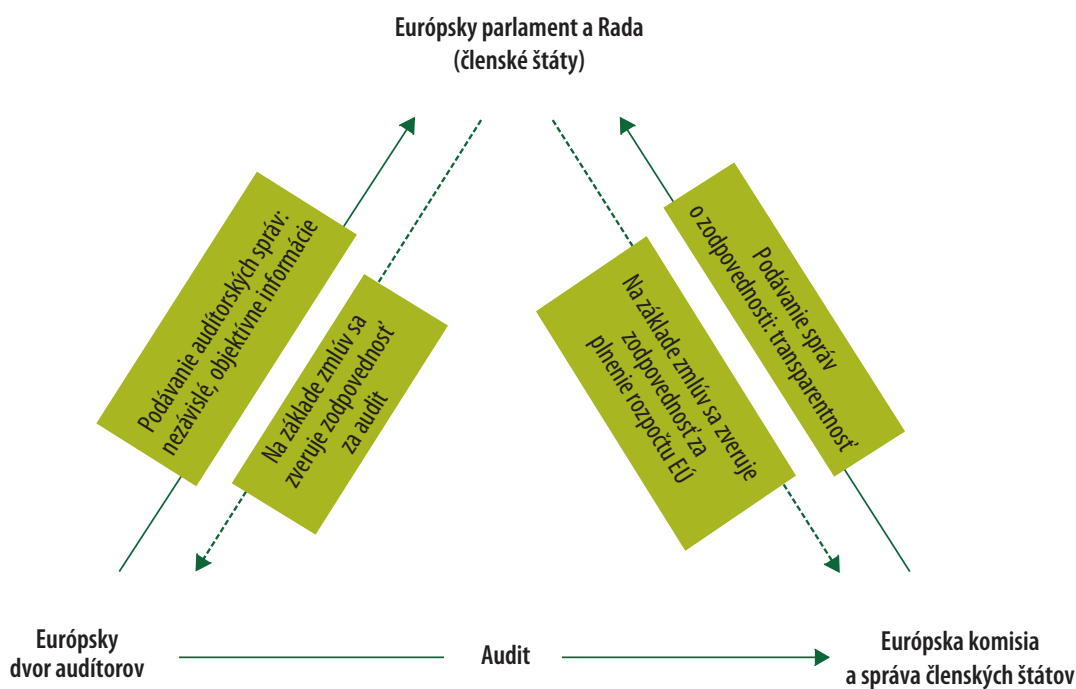 Európsky parlament a Rada
(členské štáty)
Podávanie audítorských správ:
nezávislé, objektívne informácie
Na základe zmlúv sa
zveruje zodpovednosť
za audit
Na základe zmlúv sa zveruje
zodpovednosť za
plnenie rozpočtu EÚ
Podávanie správ
o zodpovednosti: transparentnosť
Európsky
dvor audítorov
Audit
Európska komisia
a správa členských štátov